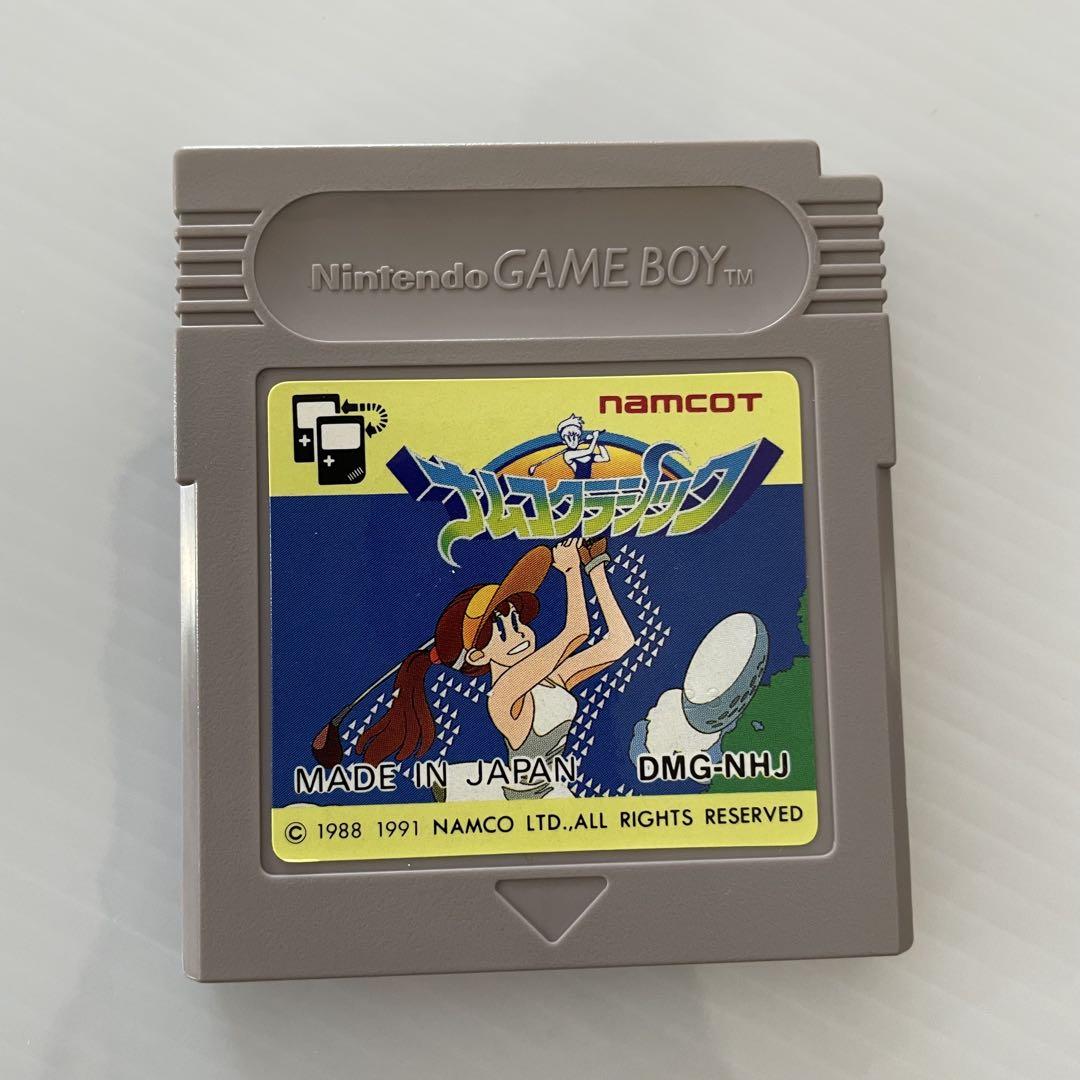 Nintendo GAME BOY TM
namcoT
ナムコクラシック
MADE IN JAPAN DMG-NHJ
© 1988 1991 NAMCO LTD.,ALL RIGHTS RESERVED